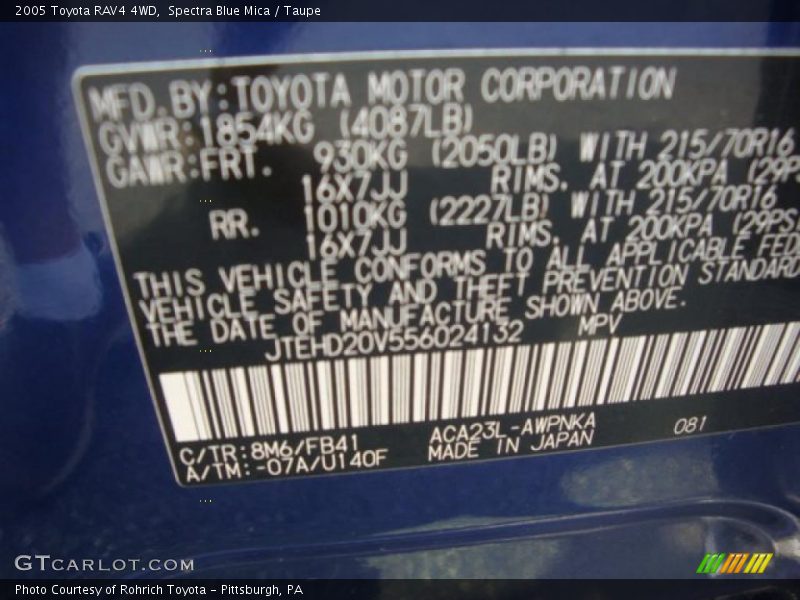 2005 Toyota RAV4 4WD, Spectra Blue Mica / Taupe
MFD.BY:TOYOTA MOTOR CORPORATION
GVWR:1854KG (4087LB)
GAWR:FRT. 930KG (2050LB) WITH 215/70R16
16X7JJ RIMS. AT 200KPA (29PS
RR. 1010KG (2227LB) WITH 215/70R16
16X7JJ RIMS. AT 200KPA (29PSI
THIS VEHICLE CONFORMS TO ALL APPLICABLE FEDE
VEHICLE SAFETY AND THEFT PREVENTION STANDARD
THE DATE OF MANUFACTURE SHOWN ABOVE.
JTEHD20V556024132 MPV
C/TR:8M6/FB41 ACA23L-AWPNKA 081
A/TM:-07A/U140F MADE IN JAPAN
GTCARLOT.COM
Photo Courtesy of Rohrich Toyota - Pittsburgh, PA